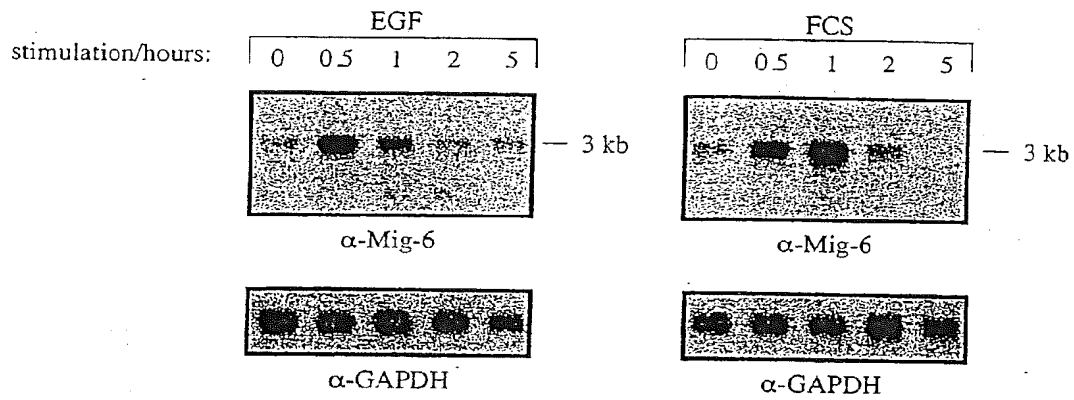 EGF
FCS
stimulation/hours: 0 0.5 1 2 5
0 0.5 1 2 5
— 3 kb
— 3 kb
α-Mig-6
α-Mig-6
α-GAPDH
α-GAPDH